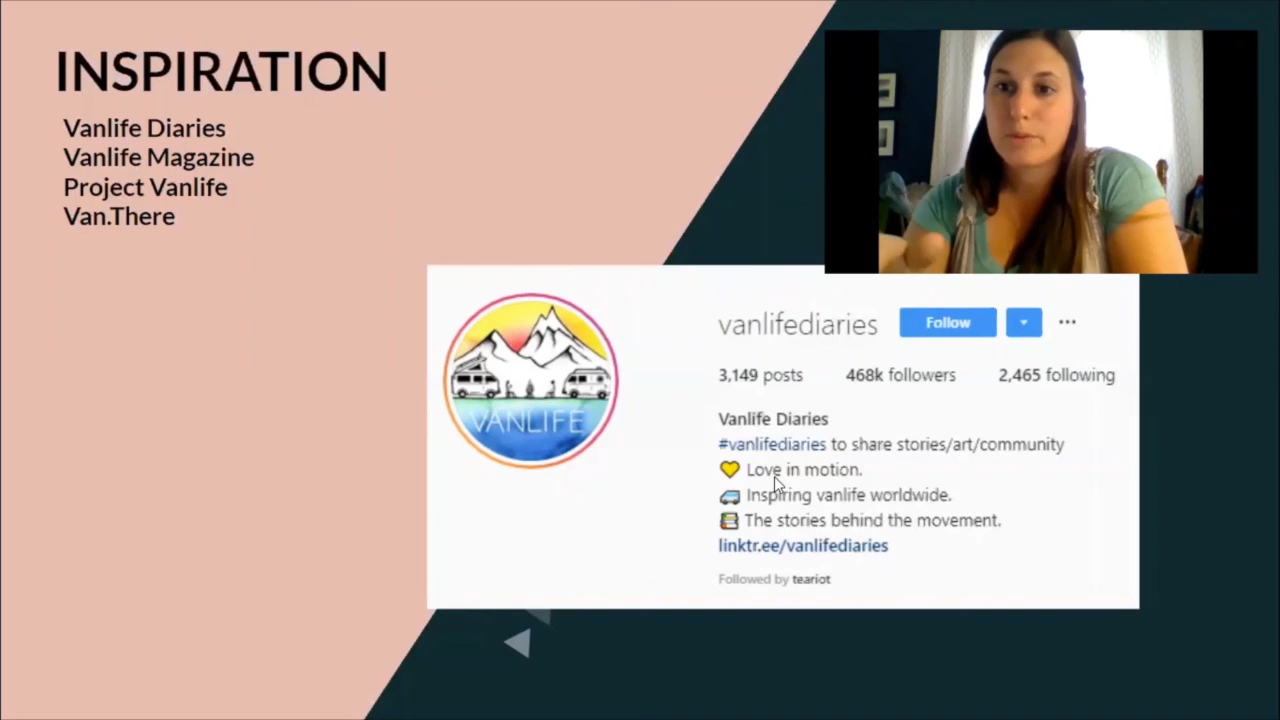 INSPIRATION
Vanlife Diaries
Vanlife Magazine
Project Vanlife
Van.There
VANLIFE
vanlifediaries Follow
3,149 posts 468k followers 2,465 following
Vanlife Diaries
#vanlifediaries to share stories/art/community
💛 Love in motion.
🚐 Inspiring vanlife worldwide.
📚 The stories behind the movement.
linktr.ee/vanlifediaries
Followed by teariot